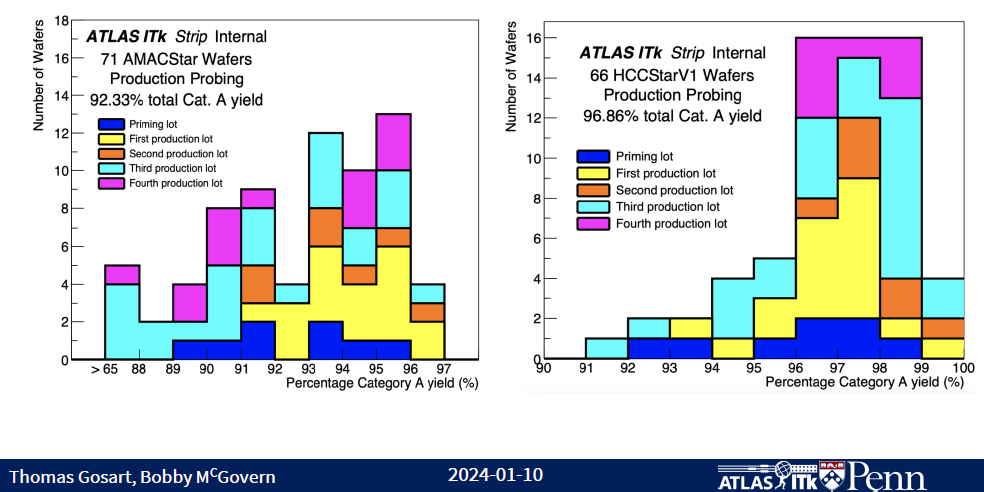 18
16
14
12
10
8
6
4
2
0
Number of Wafers
ATLAS ITk Strip Internal
71 AMACStar Wafers
Production Probing
92.33% total Cat. A yield
Priming lot
First production lot
Second production lot
Third production lot
Fourth production lot
> 65 88 89 90 91 92 93 94 95 96 97
Percentage Category A yield (%)
16
14
12
10
8
6
4
2
0
Number of Wafers
ATLAS ITk Strip Internal
66 HCCStarV1 Wafers
Production Probing
96.86% total Cat. A yield
Priming lot
First production lot
Second production lot
Third production lot
Fourth production lot
90 91 92 93 94 95 96 97 98 99 100
Percentage Category A yield (%)
Thomas Gosart, Bobby McGovern
2024-01-10
ATLAS ITk
Penn